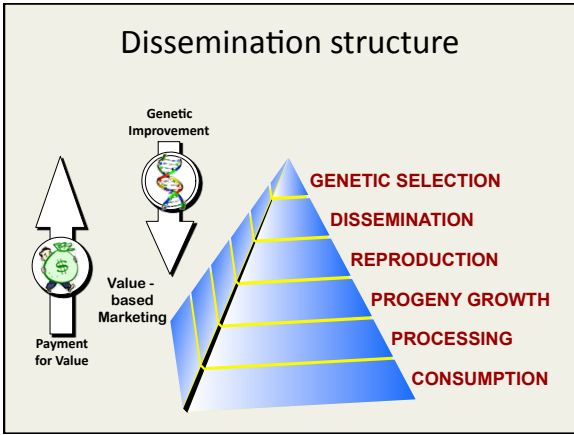 Dissemination structure
Genetic
Improvement
GENETIC SELECTION
DISSEMINATION
REPRODUCTION
PROGENY GROWTH
PROCESSING
CONSUMPTION
Value -
based
Marketing
$
Payment
for Value